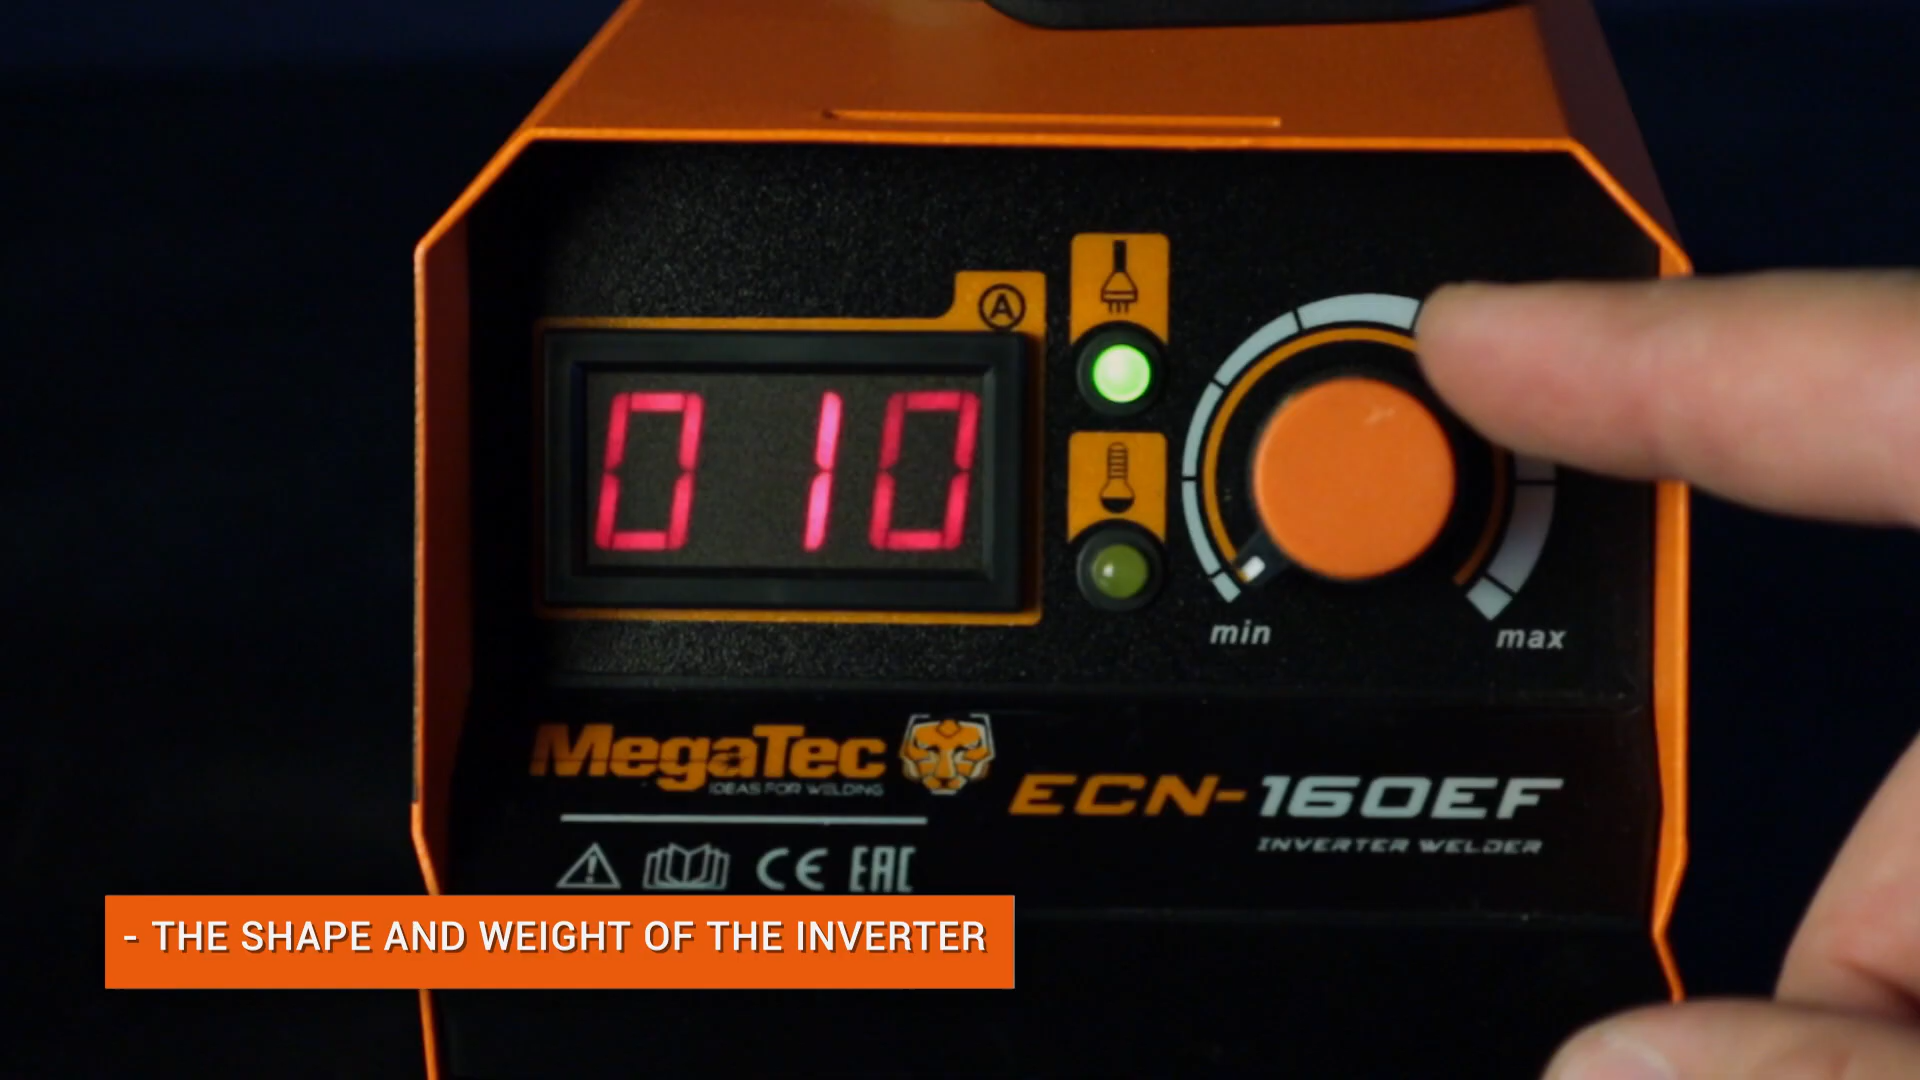 A
010
min
max
MegaTec
IDEAS FOR WELDING
ECN-160EF
INVERTER WELDER
CE EAC
- THE SHAPE AND WEIGHT OF THE INVERTER